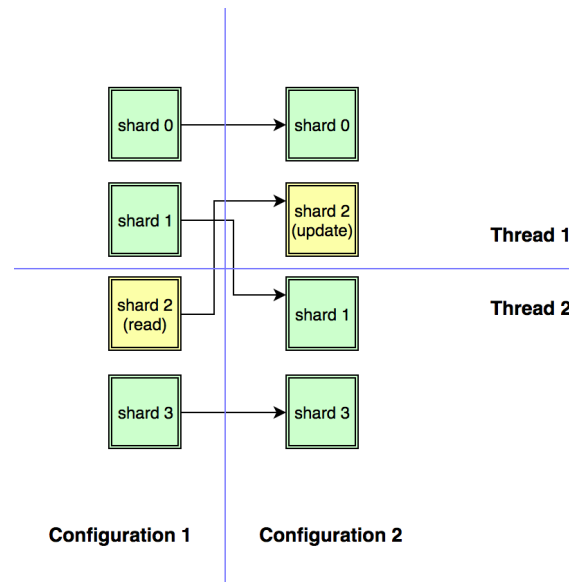 shard 0
shard 0
shard 1
shard 2
(update)
Thread 1
shard 2
(read)
shard 1
Thread 2
shard 3
shard 3
Configuration 1
Configuration 2